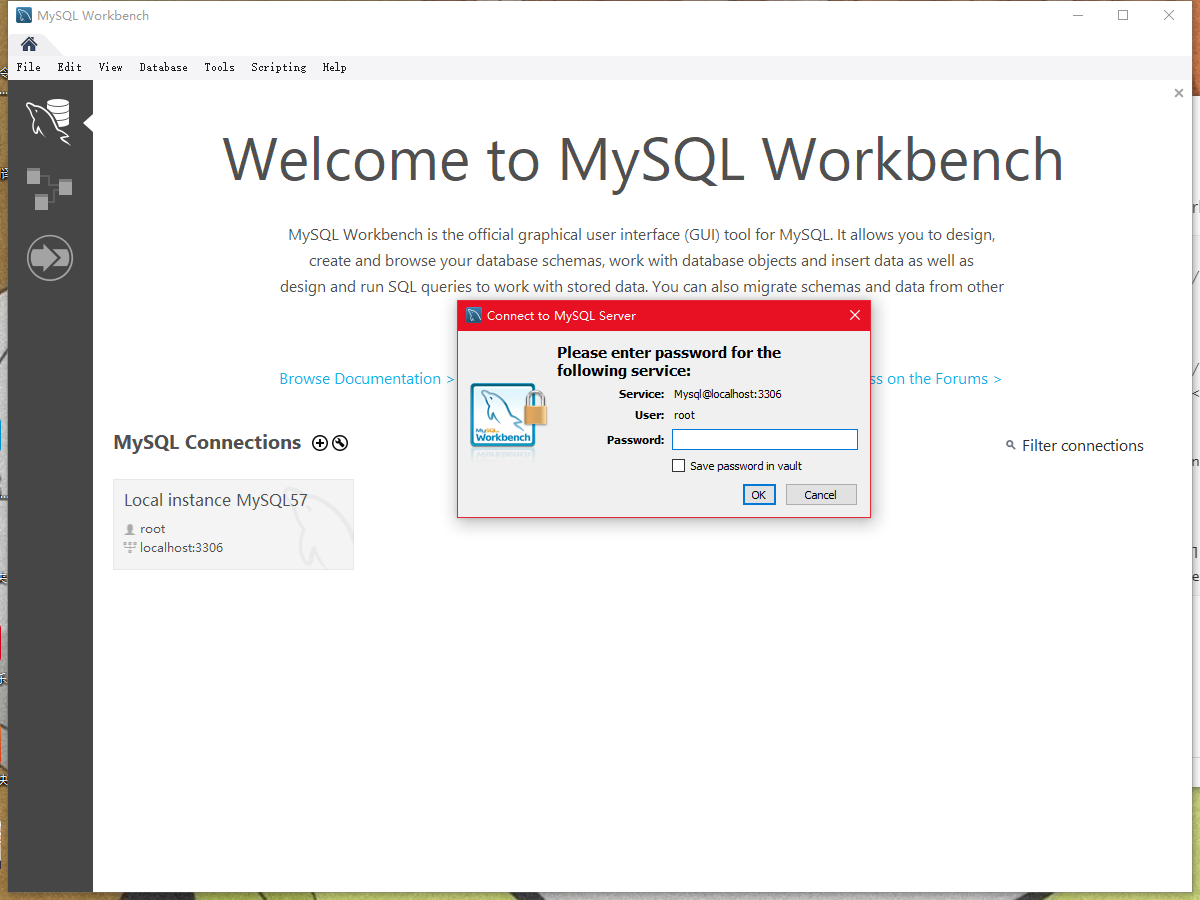 MySQL Workbench
File Edit View Database Tools Scripting Help
Welcome to MySQL Workbench
MySQL Workbench is the official graphical user interface (GUI) tool for MySQL. It allows you to design,
create and browse your database schemas, work with database objects and insert data as well as
design and run SQL queries to work with stored data. You can also migrate schemas and data from other
Browse Documentation >
on the Forums >
Connect to MySQL Server
Please enter password for the
following service:
Service: Mysql@localhost:3306
User: root
Password:
Save password in vault
OK Cancel
MySQL
Workbench
MySQL Connections
Filter connections
Local instance MySQL57
root
localhost:3306